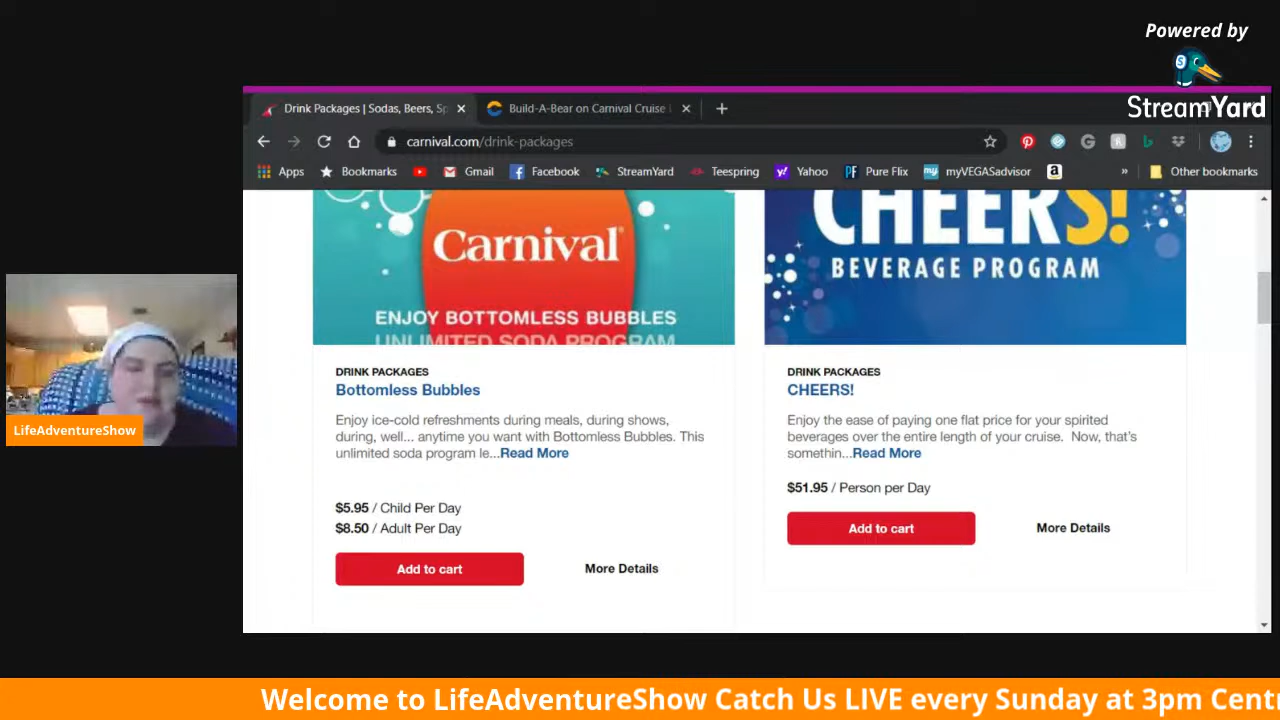 Powered by
StreamYard
Drink Packages | Sodas, Beers, Sp
Build-A-Bear on Carnival Cruise
carnival.com/drink-packages
Apps
Bookmarks
Gmail
Facebook
StreamYard
Teespring
Yahoo
PF Pure Flix
my myVEGASadvisor
a
»
Other bookmarks
Carnival®
ENJOY BOTTOMLESS BUBBLES
UNLIMITED SODA PROGRAM
CHEERS!
BEVERAGE PROGRAM
DRINK PACKAGES
Bottomless Bubbles
Enjoy ice-cold refreshments during meals, during shows,
during, well... anytime you want with Bottomless Bubbles. This
unlimited soda program le...Read More
$5.95 / Child Per Day
$8.50 / Adult Per Day
Add to cart
More Details
DRINK PACKAGES
CHEERS!
Enjoy the ease of paying one flat price for your spirited
beverages over the entire length of your cruise. Now, that's
somethin...Read More
$51.95 / Person per Day
Add to cart
More Details
LifeAdventureShow
Welcome to LifeAdventureShow Catch Us LIVE every Sunday at 3pm Cent